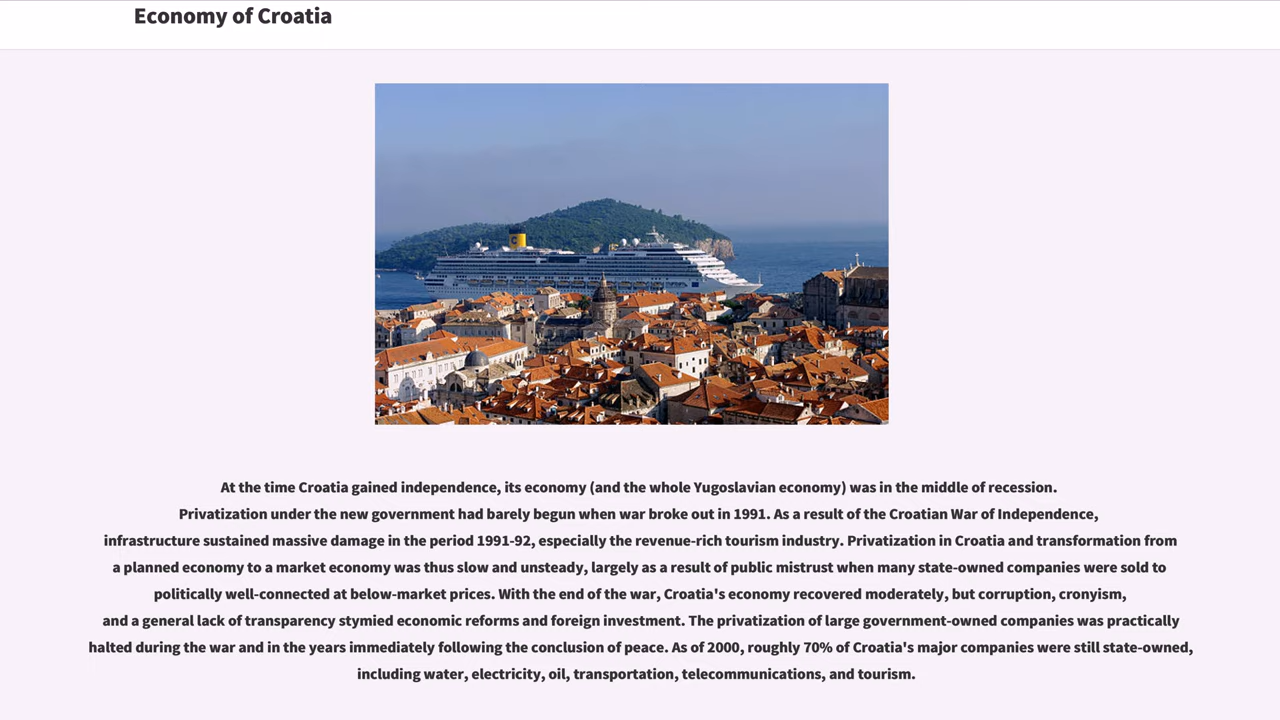 Economy of Croatia
At the time Croatia gained independence, its economy (and the whole Yugoslavian economy) was in the middle of recession.
Privatization under the new government had barely begun when war broke out in 1991. As a result of the Croatian War of Independence,
infrastructure sustained massive damage in the period 1991-92, especially the revenue-rich tourism industry. Privatization in Croatia and transformation from
a planned economy to a market economy was thus slow and unsteady, largely as a result of public mistrust when many state-owned companies were sold to
politically well-connected at below-market prices. With the end of the war, Croatia's economy recovered moderately, but corruption, cronyism,
and a general lack of transparency stymied economic reforms and foreign investment. The privatization of large government-owned companies was practically
halted during the war and in the years immediately following the conclusion of peace. As of 2000, roughly 70% of Croatia's major companies were still state-owned,
including water, electricity, oil, transportation, telecommunications, and tourism.